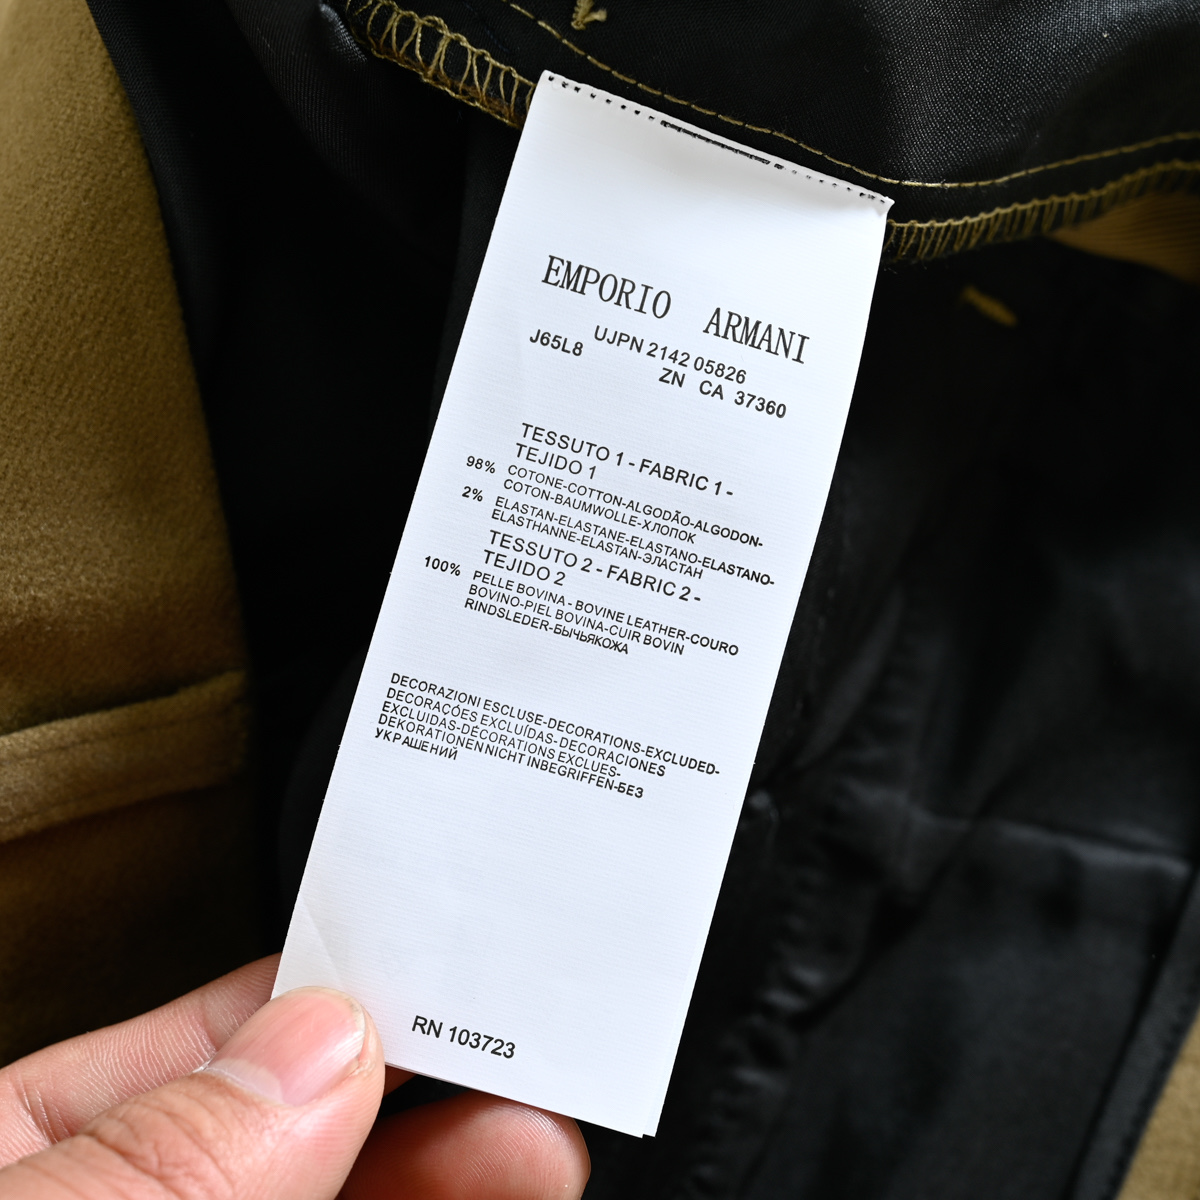 EMPORIO ARMANI
UJPN 2142 05826
J65L8
ZN CA 37360
TESSUTO 1 - FABRIC 1 -
TEJIDO 1
98% COTONE-COTTON-ALGODÃO-ALGODON-
COTON-BAUMWOLLE-ХЛОПОК
2% ELASTAN-ELASTANE-ELASTANO-ELASTANO-
ELASTHANNE-ELASTAN-ЭЛАСТАН
TESSUTO 2 - FABRIC 2 -
TEJIDO 2
100% PELLE BOVINA - BOVINE LEATHER-COURO
BOVINO-PIEL BOVINA-CUIR BOVIN
RINDSLEDER-БЫЧЬЯКОЖА
DECORAZIONI ESCLUSE-DECORATIONS-EXCLUDED-
DECORAÇÓES EXCLUÍDAS- DECORACIONES
EXCLUIDAS-DÉCORATIONS EXCLUES-
DEKORATIONEN NICHT INBEGRIFFEN-БЕЗ
УКРАШЕНИЙ
RN 103723